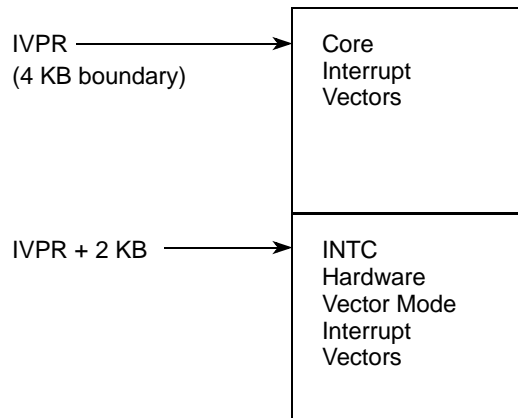 IVPR
(4 KB boundary)
Core
Interrupt
Vectors
IVPR + 2 KB
INTC
Hardware
Vector Mode
Interrupt
Vectors